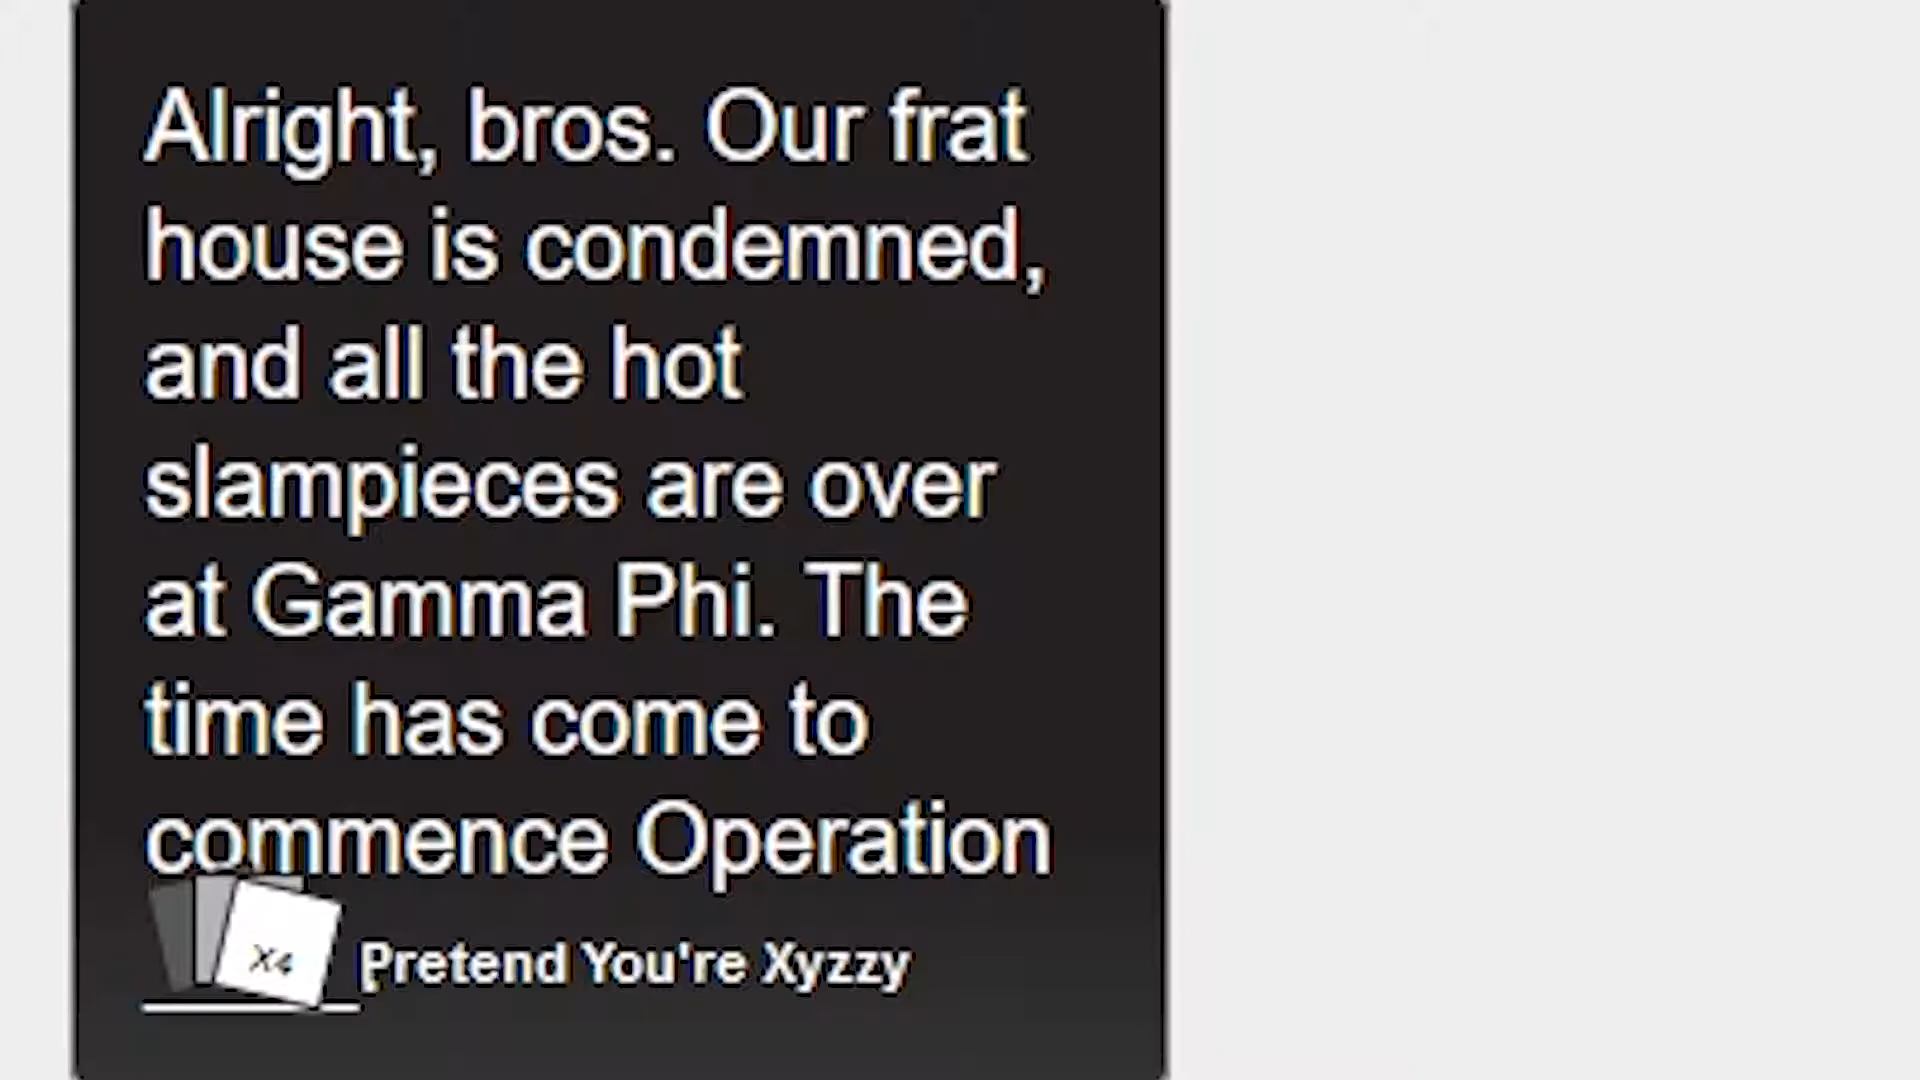 Alright, bros. Our frat
house is condemned,
and all the hot
slampieces are over
at Gamma Phi. The
time has come to
commence Operation
X4 Pretend You're Xyzzy